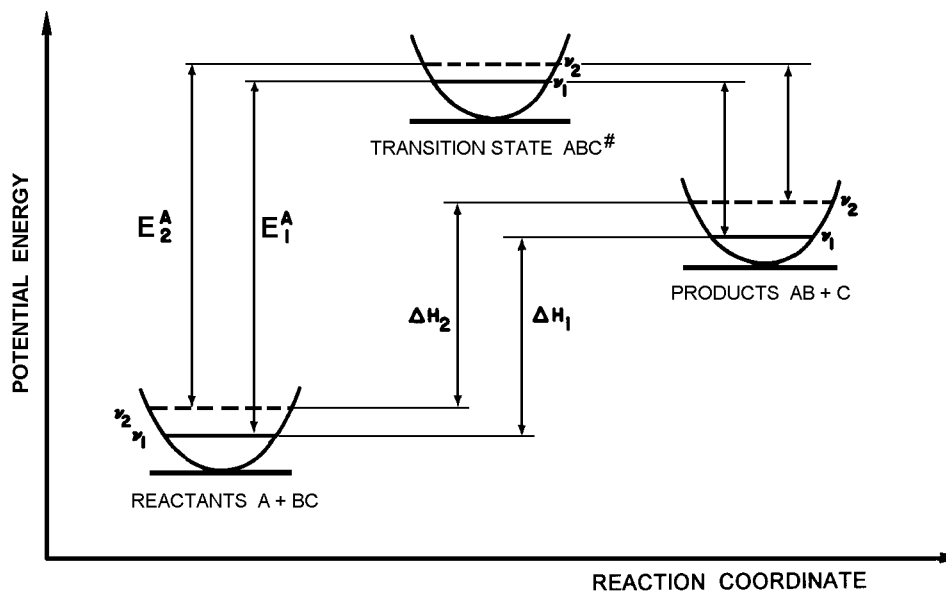 ν₂
ν₁
TRANSITION STATE ABC#
E₂ᴬ
E₁ᴬ
ν₂
ν₁
PRODUCTS AB + C
ΔH₂
ΔH₁
ν₂
ν₁
REACTANTS A + BC
POTENTIAL ENERGY
REACTION COORDINATE